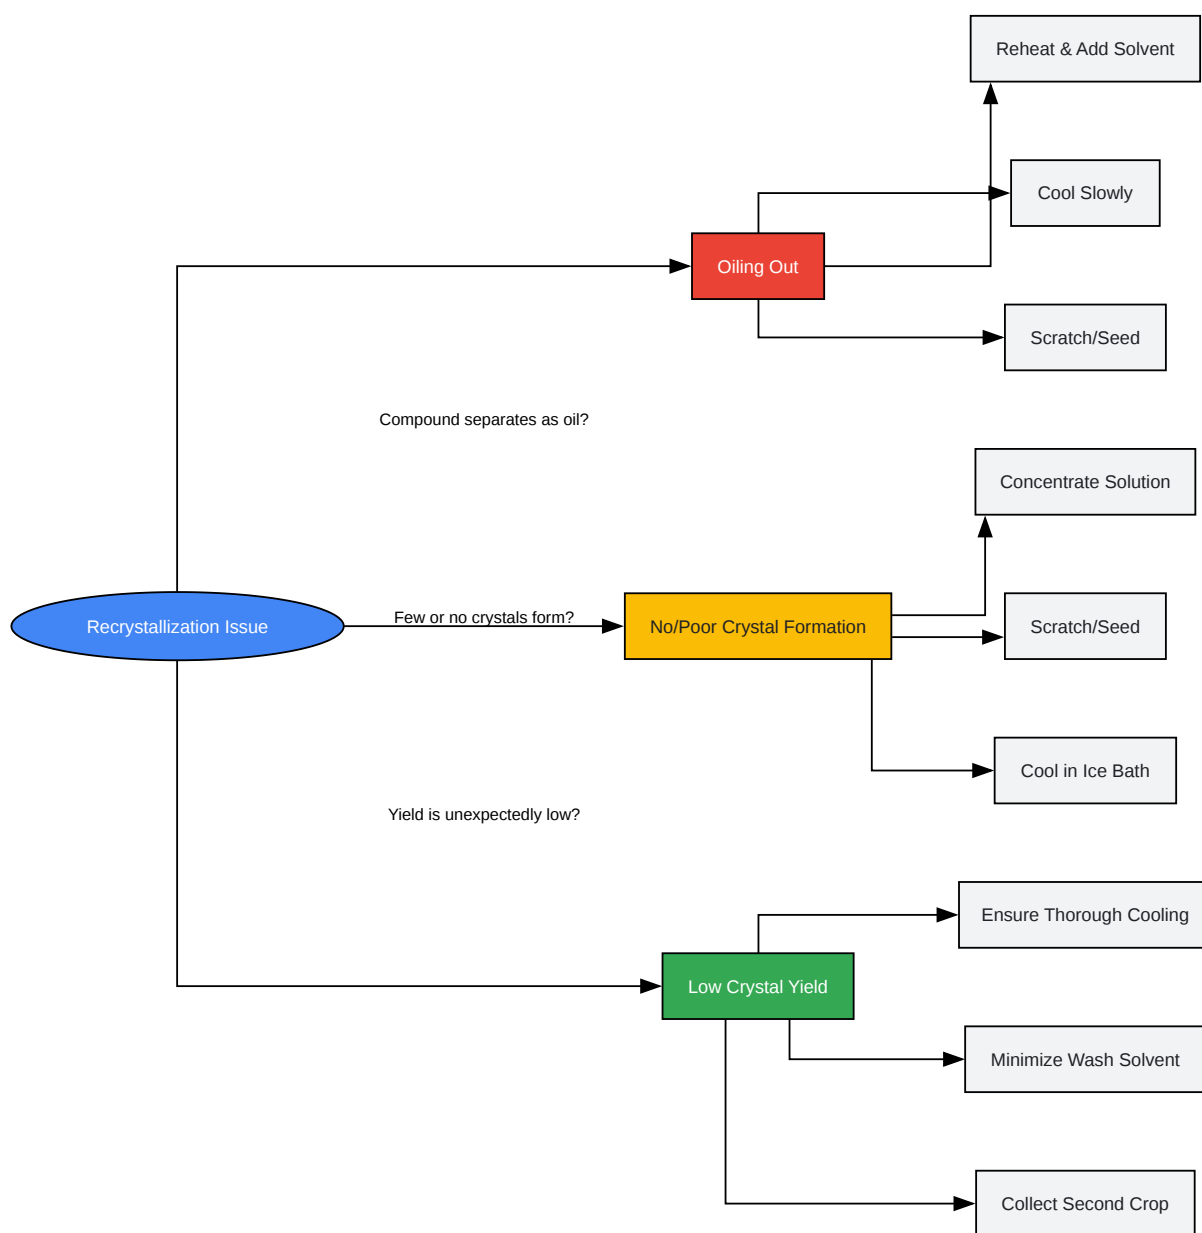 Reheat & Add Solvent
Cool Slowly
Oiling Out
Scratch/Seed
Compound separates as oil?
Concentrate Solution
Recrystallization Issue
Few or no crystals form?
No/Poor Crystal Formation
Scratch/Seed
Cool in Ice Bath
Yield is unexpectedly low?
Ensure Thorough Cooling
Low Crystal Yield
Minimize Wash Solvent
Collect Second Crop